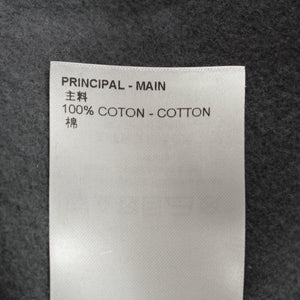 PRINCIPAL - MAIN
主料
100% COTON - COTTON
棉